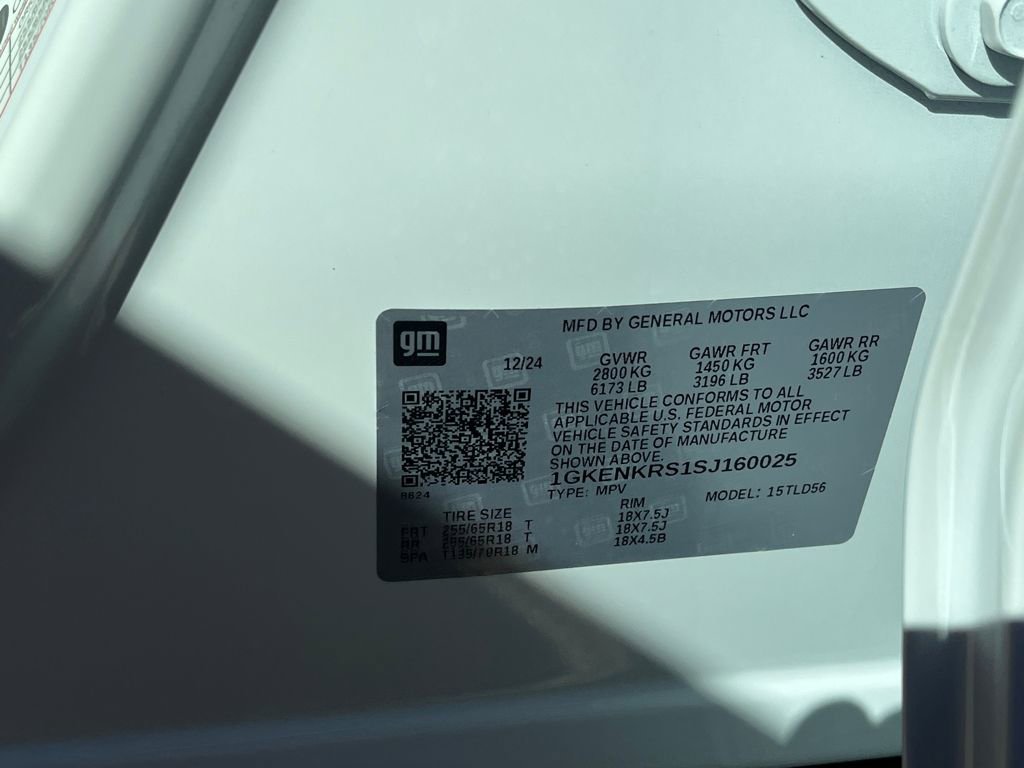 gm
MFD BY GENERAL MOTORS LLC
12/24
GVWR GAWR FRT GAWR RR
2800 KG 1450 KG 1600 KG
6173 LB 3196 LB 3527 LB
THIS VEHICLE CONFORMS TO ALL
APPLICABLE U.S. FEDERAL MOTOR
VEHICLE SAFETY STANDARDS IN EFFECT
ON THE DATE OF MANUFACTURE
SHOWN ABOVE.
1GKENKRS1SJ160025
8624
TYPE: MPV MODEL: 15TLD56
TIRE SIZE RIM
FRT 255/65R18 T 18X7.5J
RR 255/65R18 T 18X7.5J
SPA T135/70R18 M 18X4.5B